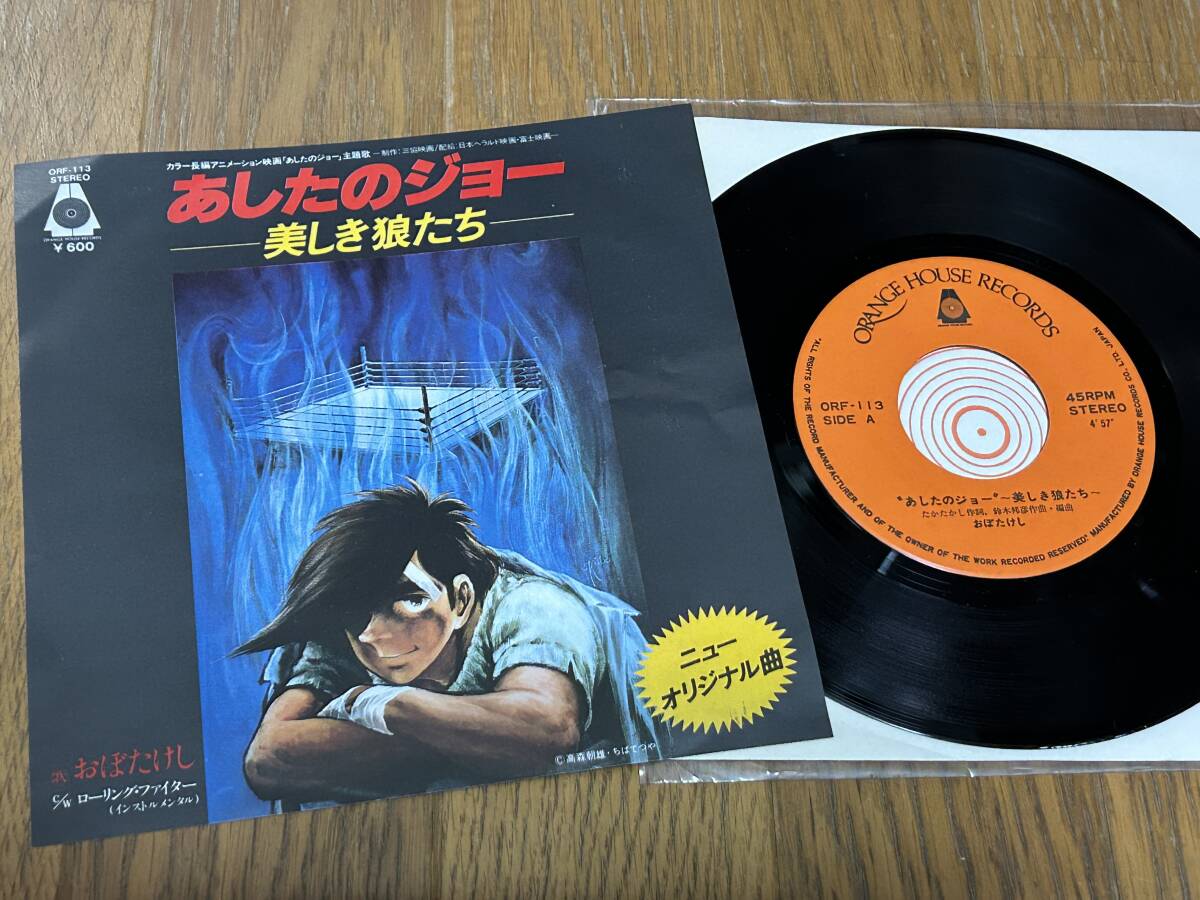 ORF-113
STEREO
ORANGE HOUSE RECORDS
¥600
カラー長編アニメーション映画「あしたのジョー」主題歌 —制作:三協映画/配給:日本ヘラルド映画・富士映画—
あしたのジョー
美しき狼たち
ニュー
オリジナル曲
©高森朝雄・ちばてつや
歌 おぼたけし
C/W ローリング・ファイター
(インストルメンタル)
ORANGE HOUSE RECORDS
ORF-113
SIDE A
45RPM
STEREO
4'57"
"あしたのジョー"〜美しき狼たち〜
たかたかし作詞、鈴木邦彦作曲・編曲
おぼたけし
"ALL RIGHTS OF THE RECORD MANUFACTURER AND OF THE OWNER OF THE WORK RECORDED RESERVED." MANUFACTURED BY ORANGE HOUSE RECORDS CO., LTD. JAPAN